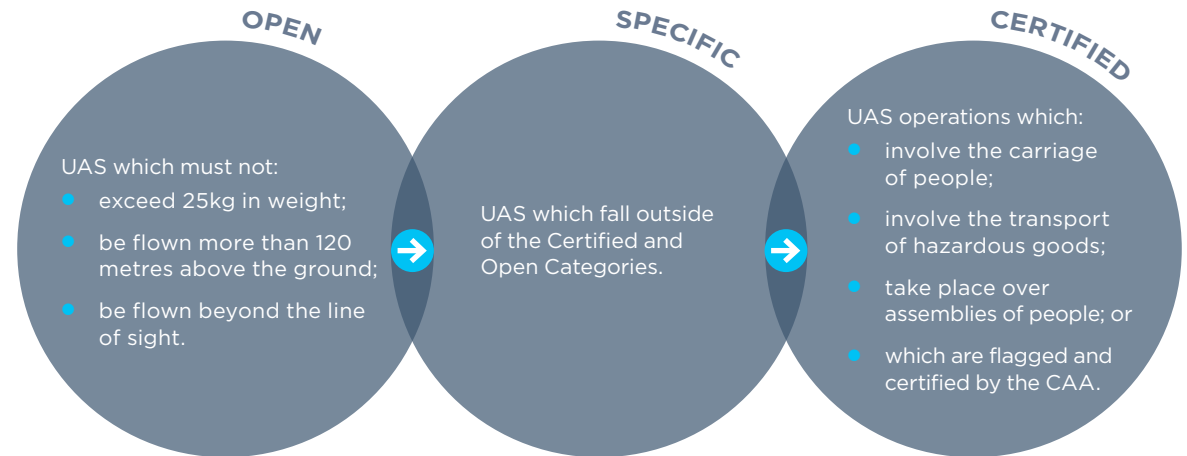 OPEN
UAS which must not:
exceed 25kg in weight;
be flown more than 120
metres above the ground;
be flown beyond the line
of sight.
SPECIFIC
UAS which fall outside
of the Certified and
Open Categories.
CERTIFIED
UAS operations which:
involve the carriage
of people;
involve the transport
of hazardous goods;
take place over
assemblies of people; or
which are flagged and
certified by the CAA.